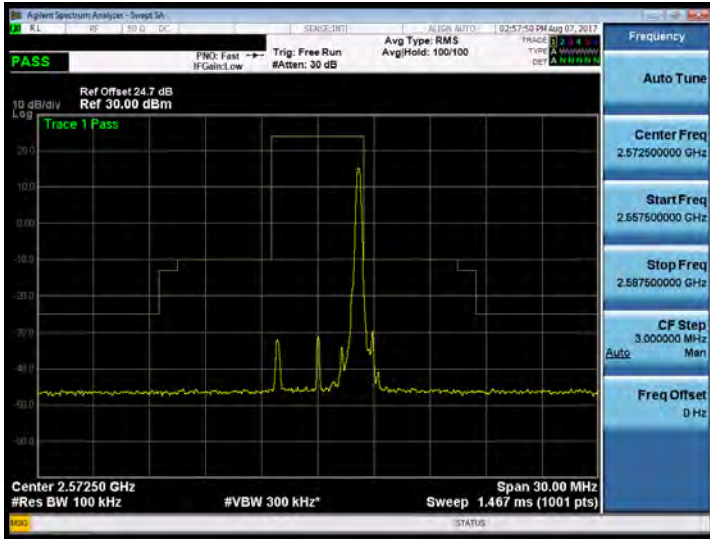 Agilent Spectrum Analyzer - Swept SA
RL RF 50 Ω DC SENSE:INT ALIGN AUTO 02:57:50 PM Aug 07, 2017
PASS
PNO: Fast
IFGain:Low
Trig: Free Run
#Atten: 30 dB
Avg Type: RMS
Avg|Hold: 100/100
TRACE 1 2 3 4 5 6
TYPE A
DET A N N N N N
Ref Offset 24.7 dB
10 dB/div Ref 30.00 dBm
Log
Trace 1 Pass
20.0
10.0
0.00
-10.0
-20.0
-30.0
-40.0
-50.0
-60.0
Center 2.57250 GHz Span 30.00 MHz
#Res BW 100 kHz #VBW 300 kHz* Sweep 1.467 ms (1001 pts)
MSG STATUS
Frequency
Auto Tune
Center Freq
2.572500000 GHz
Start Freq
2.557500000 GHz
Stop Freq
2.587500000 GHz
CF Step
3.000000 MHz
Auto Man
Freq Offset
0 Hz